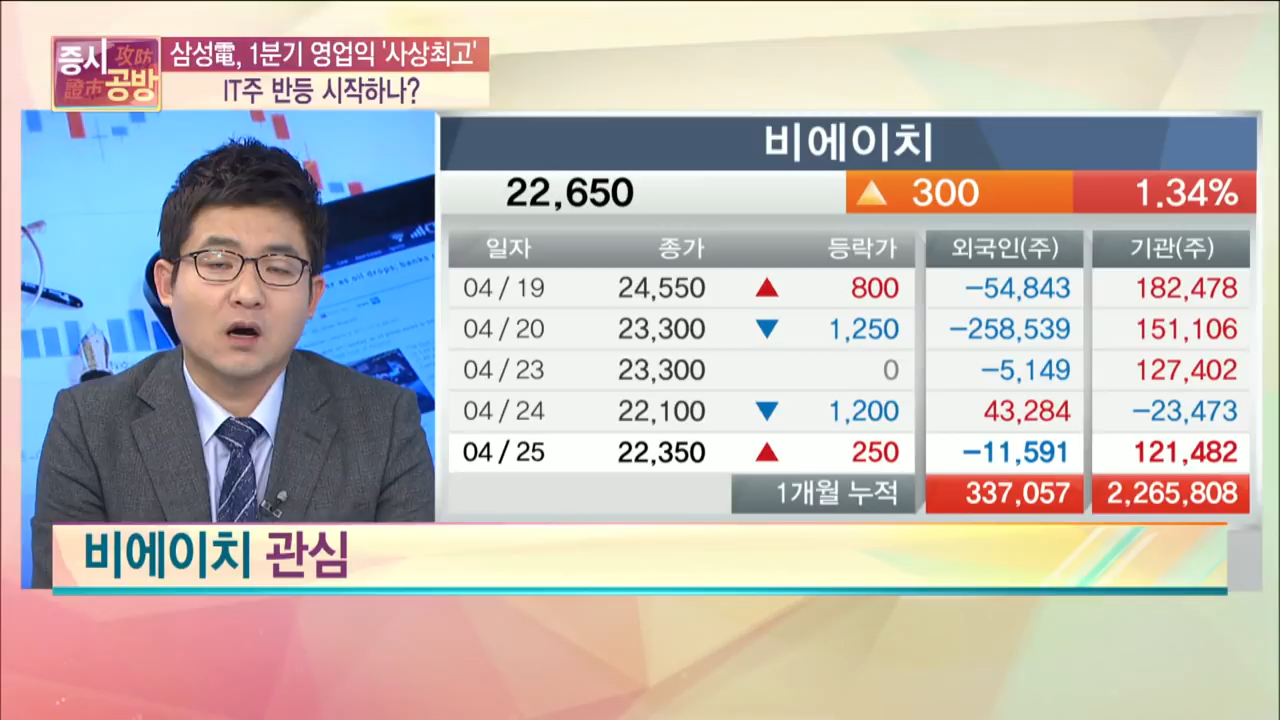 증시 攻防
證市 공방
삼성電, 1분기 영업익 '사상최고'
IT주 반등 시작하나?
비에이치
22,650 ▲ 300 1.34%
일자 종가 등락가 외국인(주) 기관(주)
04 / 19 24,550 ▲ 800 -54,843 182,478
04 / 20 23,300 ▼ 1,250 -258,539 151,106
04 / 23 23,300 0 -5,149 127,402
04 / 24 22,100 ▼ 1,200 43,284 -23,473
04 / 25 22,350 ▲ 250 -11,591 121,482
1개월 누적 337,057 2,265,808
비에이치 관심